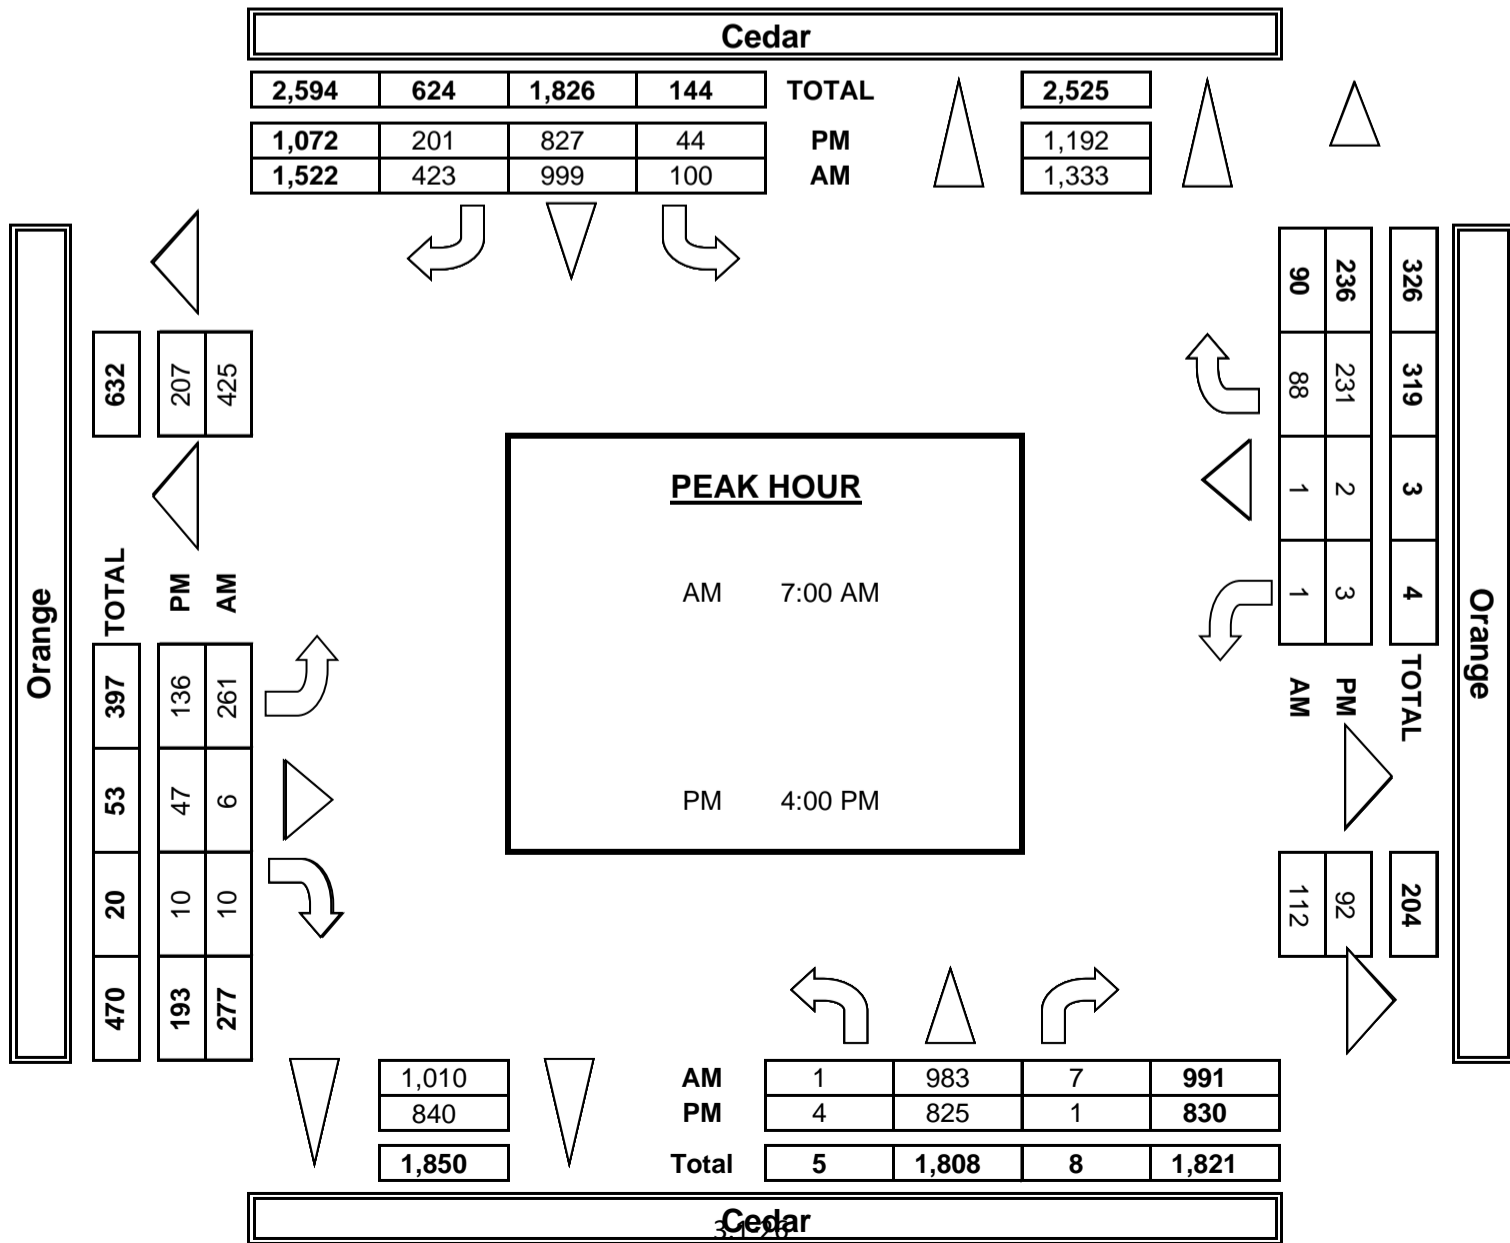 Cedar
2,594 624 1,826 144 TOTAL 2,525
1,072 201 827 44 PM 1,192
1,522 423 999 100 AM 1,333
Orange
632
207
425
TOTAL
PM
AM
397 53 20 470
136 47 10 193
261 6 10 277
PEAK HOUR
AM 7:00 AM
PM 4:00 PM
326 319 3 4 TOTAL
236 231 2 3 PM
90 88 1 1 AM
204
92
112
Orange
1,010 AM 1 983 7 991
840 PM 4 825 1 830
1,850 Total 5 1,808 8 1,821
Cedar
3.1-26